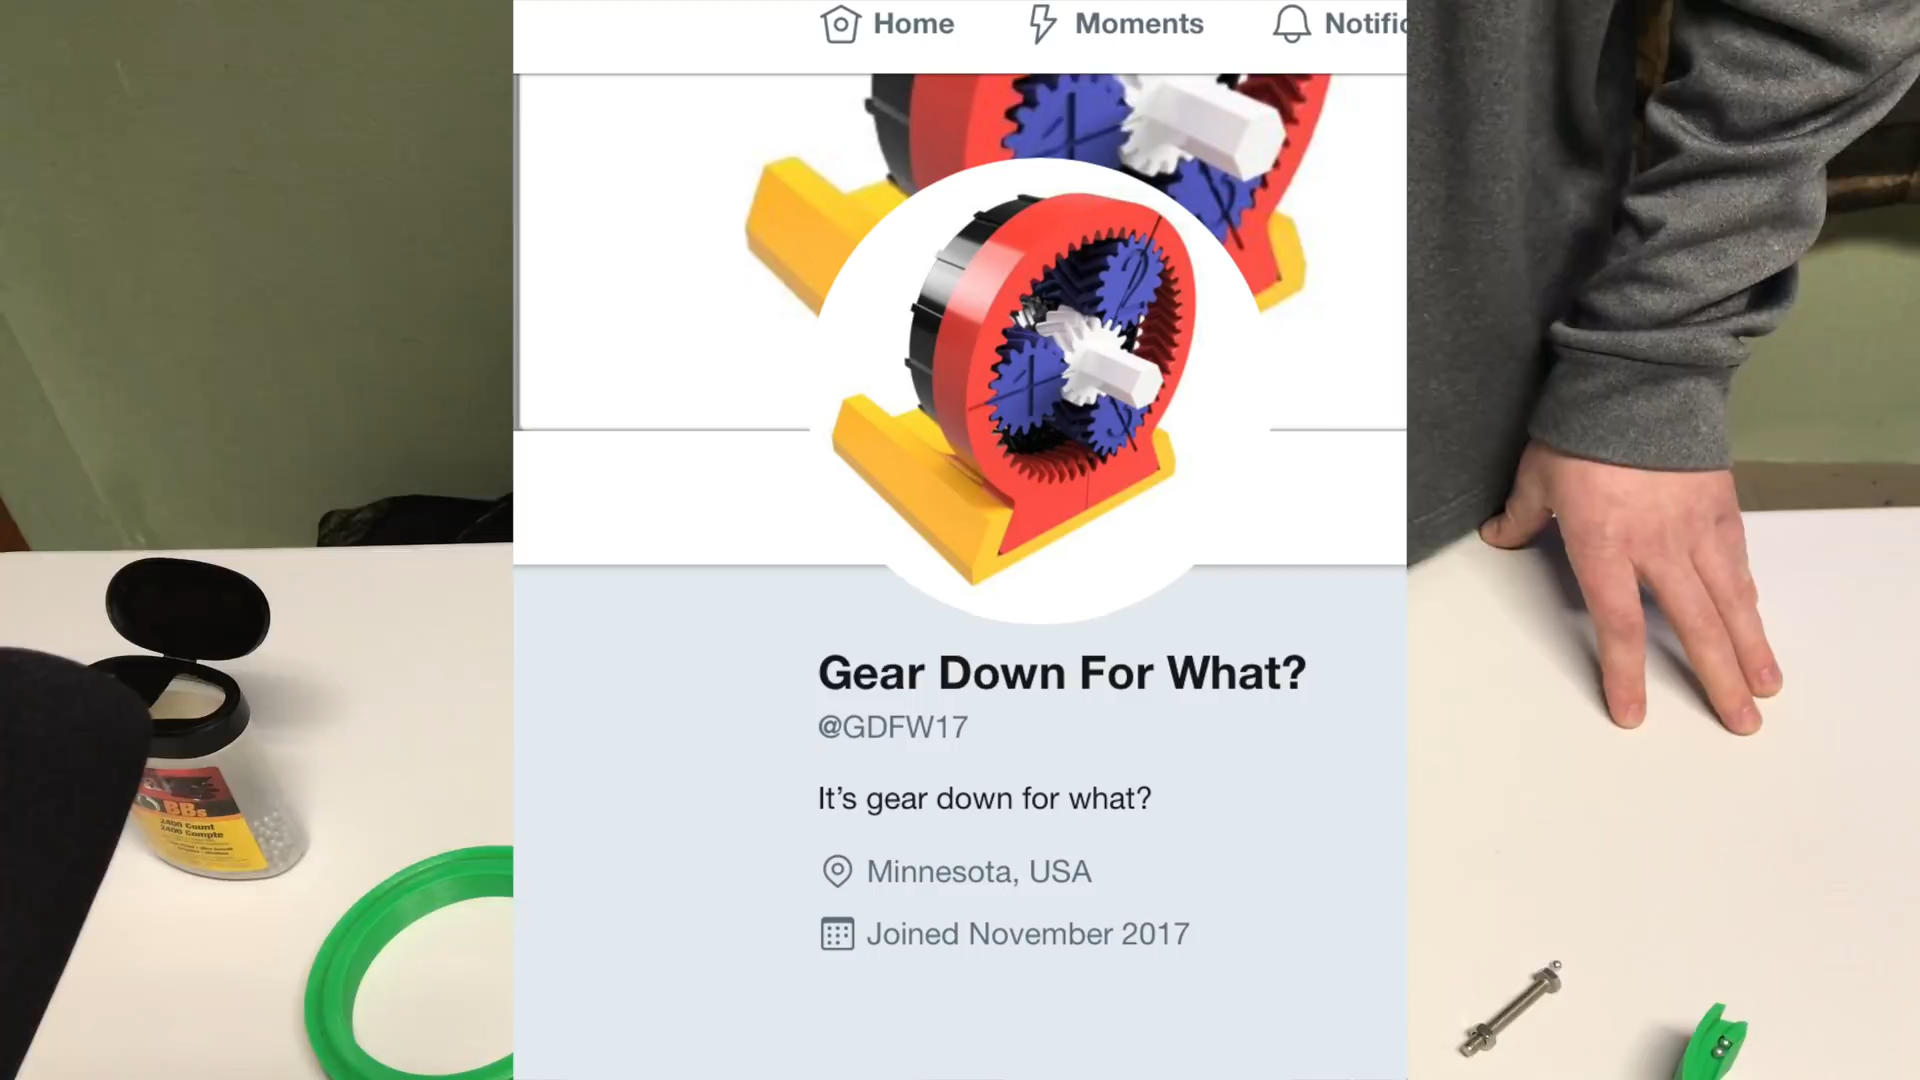 Home
Moments
Notific
Gear Down For What?
@GDFW17
It's gear down for what?
Minnesota, USA
Joined November 2017
BBs
2400 Count
2400 Compte